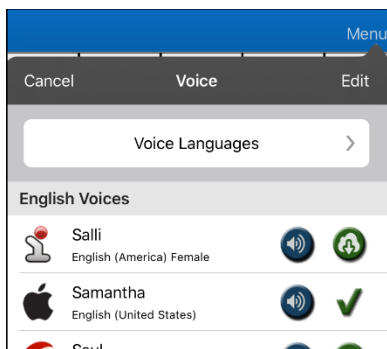 Menu
Cancel Voice Edit
Voice Languages
English Voices
Salli
English (America) Female
Samantha
English (United States)